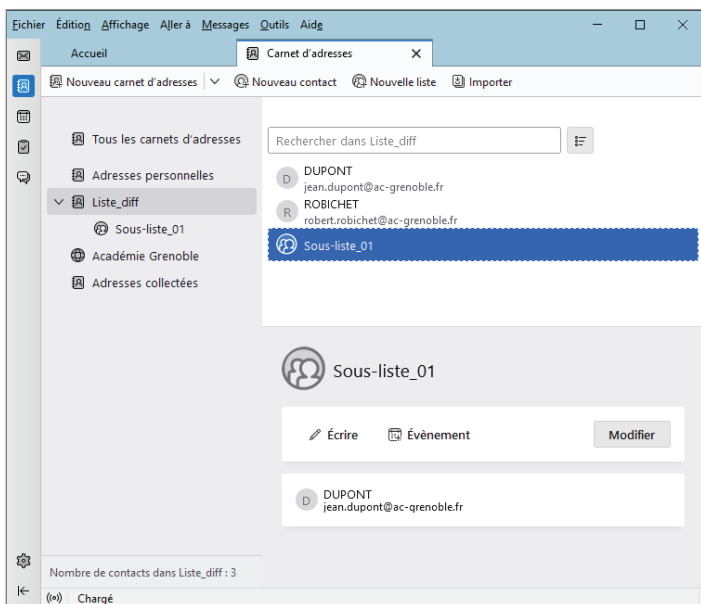 Fichier Édition Affichage Aller à Messages Outils Aide
Accueil
Carnet d'adresses
Nouveau carnet d'adresses Nouveau contact Nouvelle liste Importer
Tous les carnets d'adresses
Adresses personnelles
Liste_diff
Sous-liste_01
Académie Grenoble
Adresses collectées
Rechercher dans Liste_diff
D
DUPONT
jean.dupont@ac-grenoble.fr
R
ROBICHET
robert.robichet@ac-grenoble.fr
Sous-liste_01
Sous-liste_01
Écrire Évènement Modifier
D
DUPONT
jean.dupont@ac-grenoble.fr
Nombre de contacts dans Liste_diff : 3
Chargé